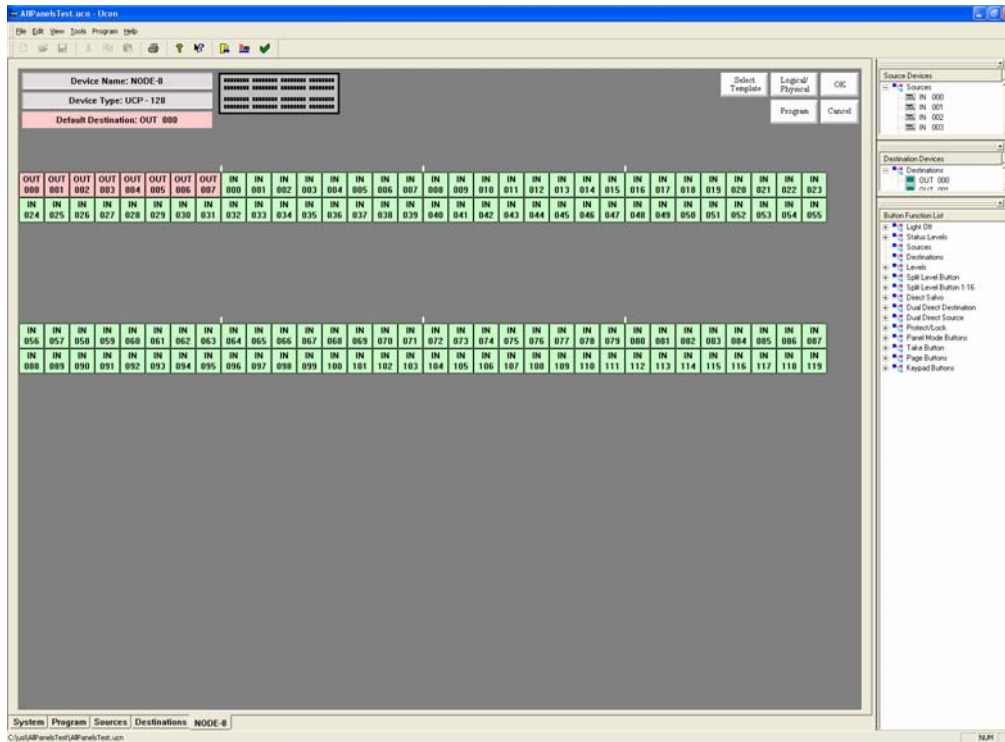 AllPanelsTest.ucn - Ucon
File Edit View Tools Program Help
Device Name: NODE-8
Device Type: UCP - 128
Default Destination: OUT 000
Select Template
Logical/ Physical
OK
Program
Cancel
OUT 000 OUT 001 OUT 002 OUT 003 OUT 004 OUT 005 OUT 006 OUT 007 IN 000 IN 001 IN 002 IN 003 IN 004 IN 005 IN 006 IN 007 IN 008 IN 009 IN 010 IN 011 IN 012 IN 013 IN 014 IN 015 IN 016 IN 017 IN 018 IN 019 IN 020 IN 021 IN 022 IN 023
IN 024 IN 025 IN 026 IN 027 IN 028 IN 029 IN 030 IN 031 IN 032 IN 033 IN 034 IN 035 IN 036 IN 037 IN 038 IN 039 IN 040 IN 041 IN 042 IN 043 IN 044 IN 045 IN 046 IN 047 IN 048 IN 049 IN 050 IN 051 IN 052 IN 053 IN 054 IN 055
IN 056 IN 057 IN 058 IN 059 IN 060 IN 061 IN 062 IN 063 IN 064 IN 065 IN 066 IN 067 IN 068 IN 069 IN 070 IN 071 IN 072 IN 073 IN 074 IN 075 IN 076 IN 077 IN 078 IN 079 IN 080 IN 081 IN 082 IN 083 IN 084 IN 085 IN 086 IN 087
IN 088 IN 089 IN 090 IN 091 IN 092 IN 093 IN 094 IN 095 IN 096 IN 097 IN 098 IN 099 IN 100 IN 101 IN 102 IN 103 IN 104 IN 105 IN 106 IN 107 IN 108 IN 109 IN 110 IN 111 IN 112 IN 113 IN 114 IN 115 IN 116 IN 117 IN 118 IN 119
Source Devices
Sources
IN 000
IN 001
IN 002
IN 003
Destination Devices
Destinations
OUT 000
OUT 001
Button Function List
Light Off
Status Levels
Sources
Destinations
Levels
Split Level Button
Split Level Button 1-16
Direct Salvo
Dual Direct Destination
Dual Direct Source
Protect/Lock
Panel Mode Buttons
Take Button
Page Buttons
Keypad Buttons
System Program Sources Destinations NODE-8
C:\usl\AllPanelsTest\AllPanelsTest.ucn
NUM